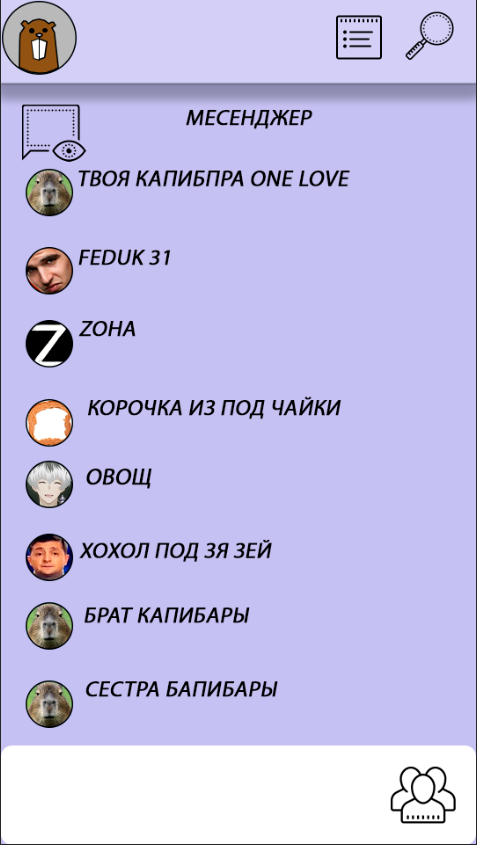 МЕСЕНДЖЕР
ТВОЯ КАПИБПРА ONE LOVE
FEDUK 31
ZОНА
КОРОЧКА ИЗ ПОД ЧАЙКИ
ОВОЩ
ХОХОЛ ПОД ЗЯ ЗЕЙ
БРАТ КАПИБАРЫ
СЕСТРА БАПИБАРЫ